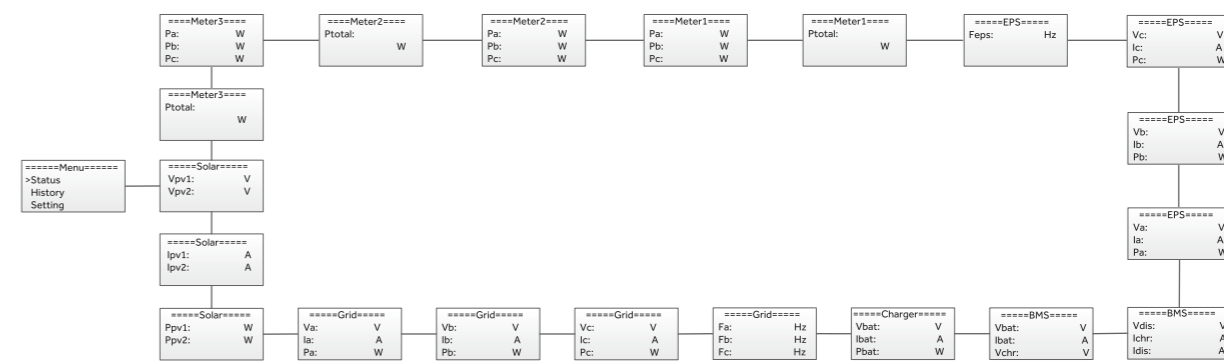 ====Meter3====
Pa: W
Pb: W
Pc: W
====Meter2====
Ptotal:
W
====Meter2====
Pa: W
Pb: W
Pc: W
====Meter1====
Pa: W
Pb: W
Pc: W
====Meter1====
Ptotal:
W
=====EPS=====
Feps: Hz
=====EPS=====
Vc: V
Ic: A
Pc: W
====Meter3====
Ptotal:
W
=====EPS=====
Vb: V
Ib: A
Pb: W
======Menu======
>Status
History
Setting
=====Solar=====
Vpv1: V
Vpv2: V
=====EPS=====
Va: V
Ia: A
Pa: W
=====Solar=====
Ipv1: A
Ipv2: A
=====Solar=====
Ppv1: W
Ppv2: W
=====Grid=====
Va: V
Ia: A
Pa: W
=====Grid=====
Vb: V
Ib: A
Pb: W
=====Grid=====
Vc: V
Ic: A
Pc: W
=====Grid=====
Fa: Hz
Fb: Hz
Fc: Hz
=====Charger=====
Vbat: V
Ibat: A
Pbat: W
=====BMS=====
Vbat: V
Ibat: A
Vchr: V
=====BMS=====
Vdis: V
Ichr: A
Idis: A